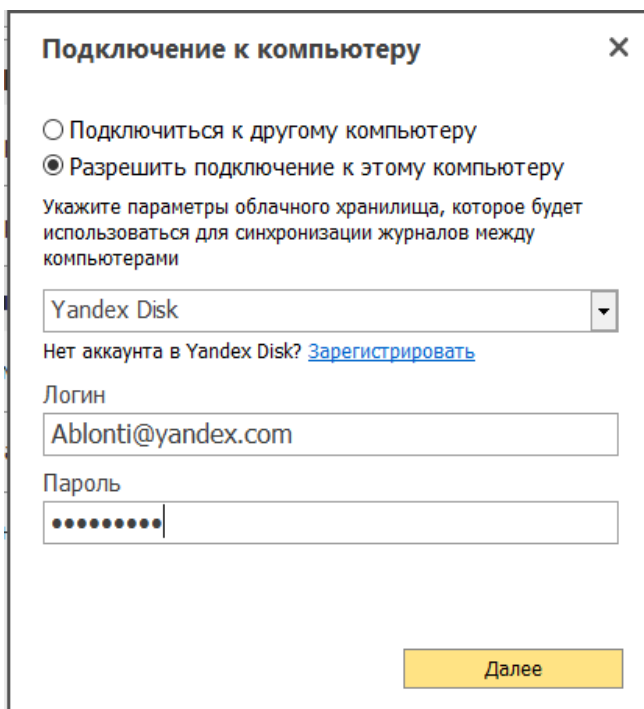 Подключение к компьютеру
Подключиться к другому компьютеру
Разрешить подключение к этому компьютеру
Укажите параметры облачного хранилища, которое будет
использоваться для синхронизации журналов между
компьютерами
Yandex Disk
Нет аккаунта в Yandex Disk? Зарегистрировать
Логин
Ablonti@yandex.com
Пароль
•••••••••
Далее